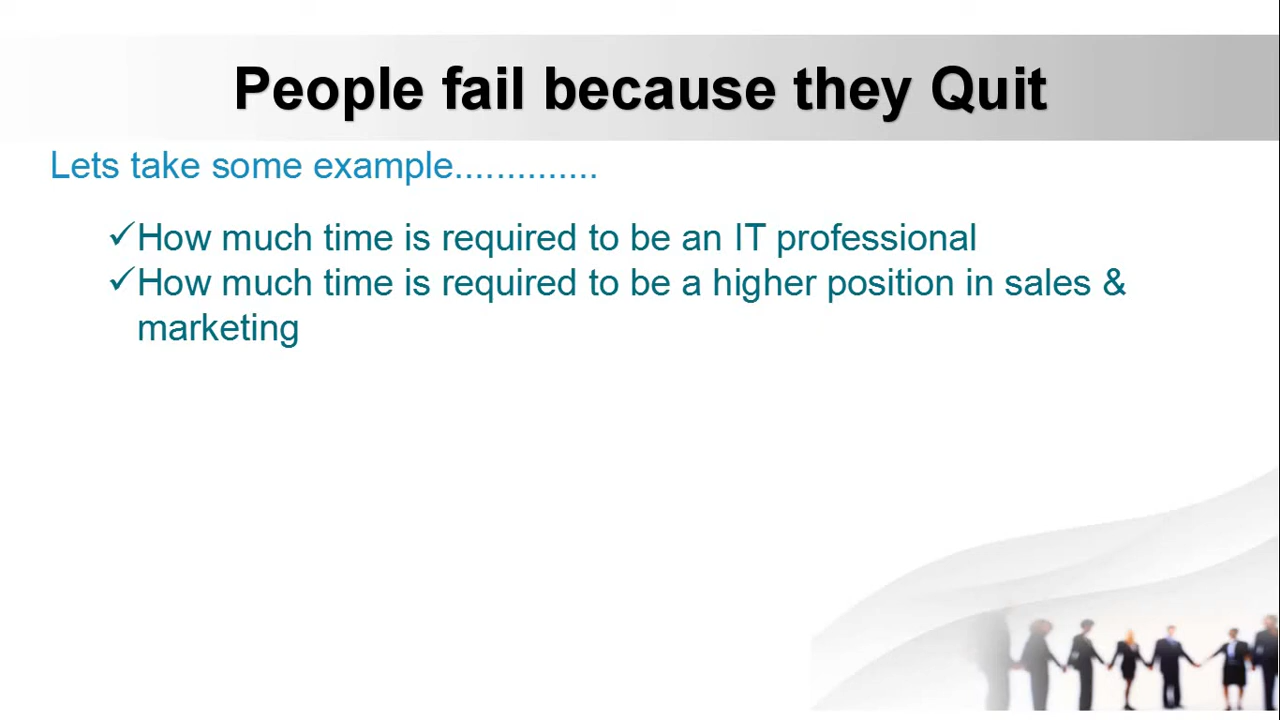 People fail because they Quit
Lets take some example..............
✓How much time is required to be an IT professional
✓How much time is required to be a higher position in sales &
marketing